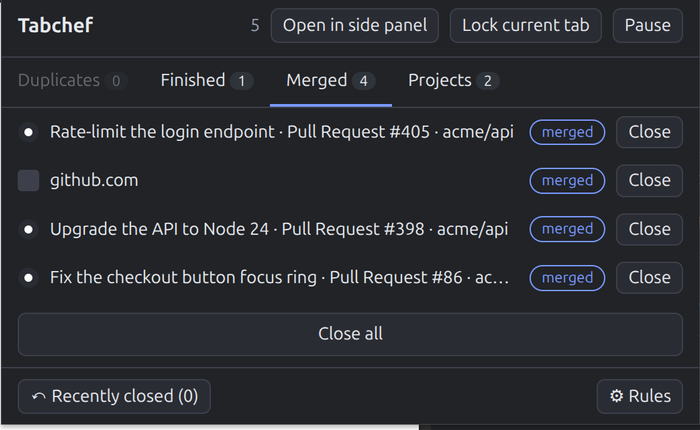 Tabchef 5 Open in side panel Lock current tab Pause
Duplicates 0 Finished 1 Merged 4 Projects 2
Rate-limit the login endpoint · Pull Request #405 · acme/api merged Close
github.com merged Close
Upgrade the API to Node 24 · Pull Request #398 · acme/api merged Close
Fix the checkout button focus ring · Pull Request #86 · ac… merged Close
Close all
Recently closed (0) Rules